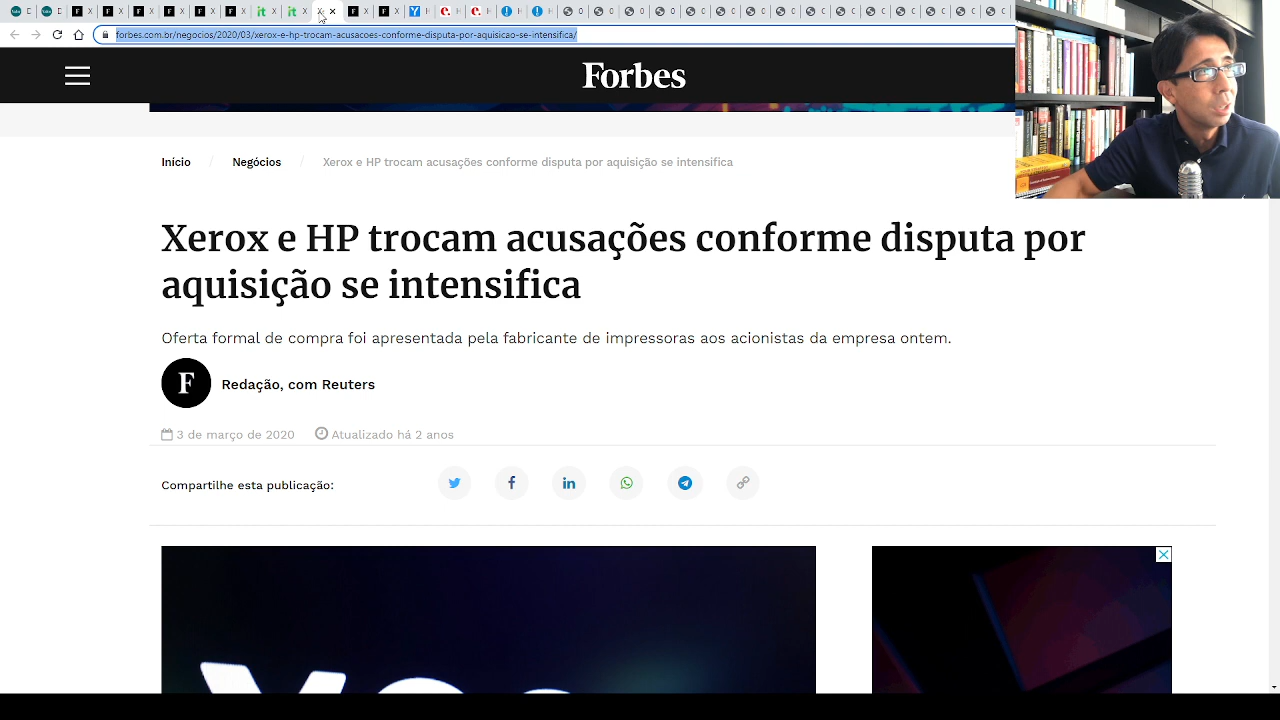 forbes.com.br/negocios/2020/03/xerox-e-hp-trocam-acusacoes-conforme-disputa-por-aquisicao-se-intensifica/
Forbes
Início / Negócios / Xerox e HP trocam acusações conforme disputa por aquisição se intensifica
Xerox e HP trocam acusações conforme disputa por
aquisição se intensifica
Oferta formal de compra foi apresentada pela fabricante de impressoras aos acionistas da empresa ontem.
F
Redação, com Reuters
3 de março de 2020 Atualizado há 2 anos
Compartilhe esta publicação: